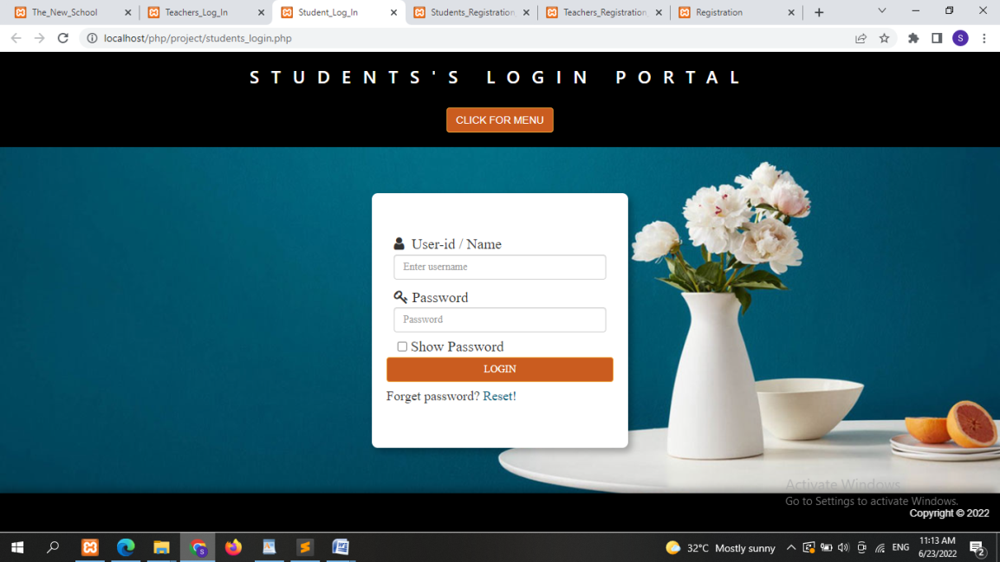 The_New_School
Teachers_Log_In
Student_Log_In
Students_Registration
Teachers_Registration
Registration
localhost/php/project/students_login.php
S
STUDENTS'S LOGIN PORTAL
CLICK FOR MENU
User-id / Name
Enter username
Password
Password
Show Password
LOGIN
Forget password? Reset!
Activate Windows
Go to Settings to activate Windows.
Copyright © 2022
32°C Mostly sunny
ENG
11:13 AM
6/23/2022
2